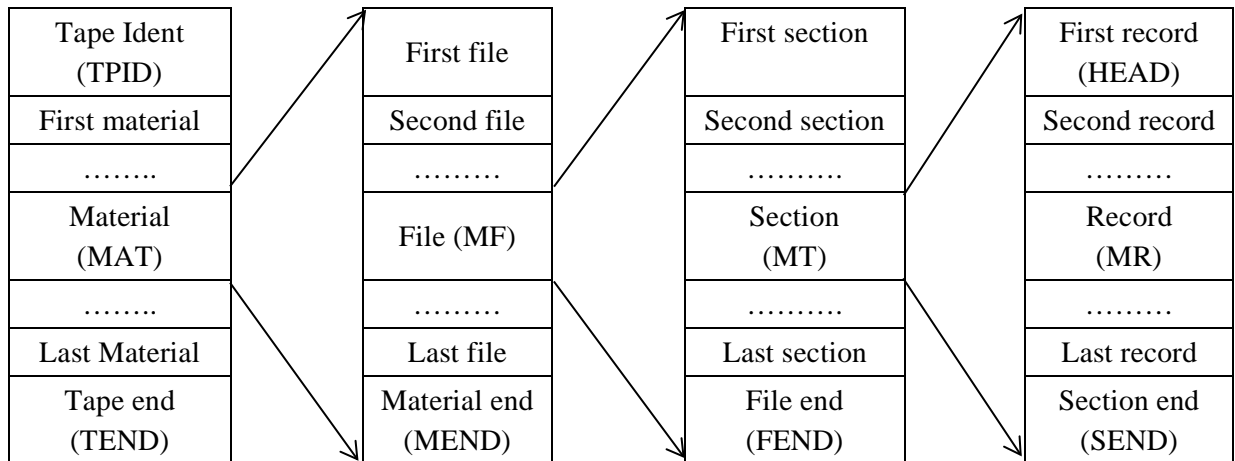 Tape Ident
(TPID)
First material
……..
Material
(MAT)
……..
Last Material
Tape end
(TEND)
First file
Second file
………
File (MF)
………
Last file
Material end
(MEND)
First section
Second section
……….
Section
(MT)
……….
Last section
File end
(FEND)
First record
(HEAD)
Second record
………
Record
(MR)
………
Last record
Section end
(SEND)